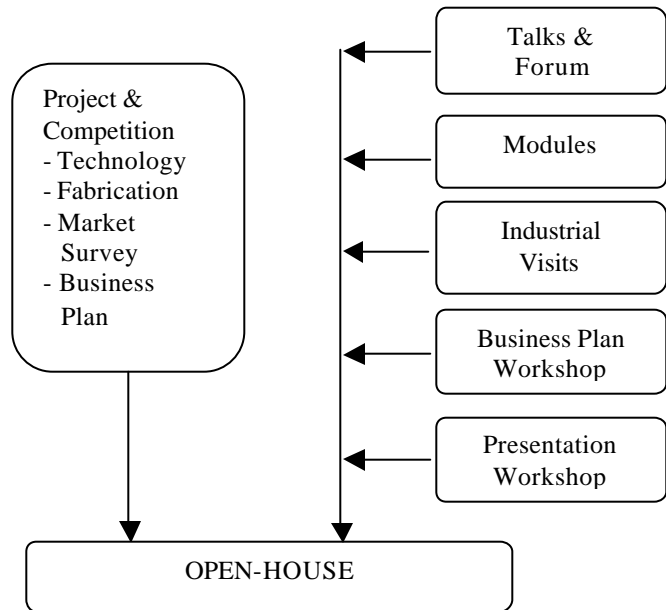 Project &
Competition
- Technology
- Fabrication
- Market
Survey
- Business
Plan
Talks &
Forum
Modules
Industrial
Visits
Business Plan
Workshop
Presentation
Workshop
OPEN-HOUSE